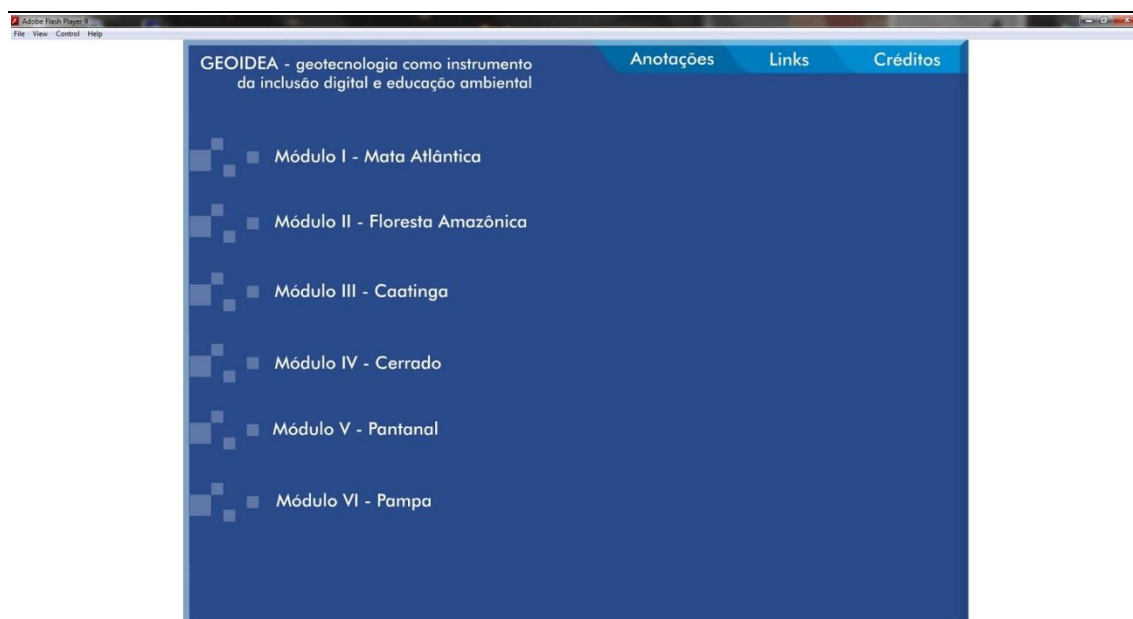 Adobe Flash Player 9
File View Control Help
GEOIDEA - geotecnologia como instrumento
da inclusão digital e educação ambiental
Anotações Links Créditos
Módulo I - Mata Atlântica
Módulo II - Floresta Amazônica
Módulo III - Caatinga
Módulo IV - Cerrado
Módulo V - Pantanal
Módulo VI - Pampa